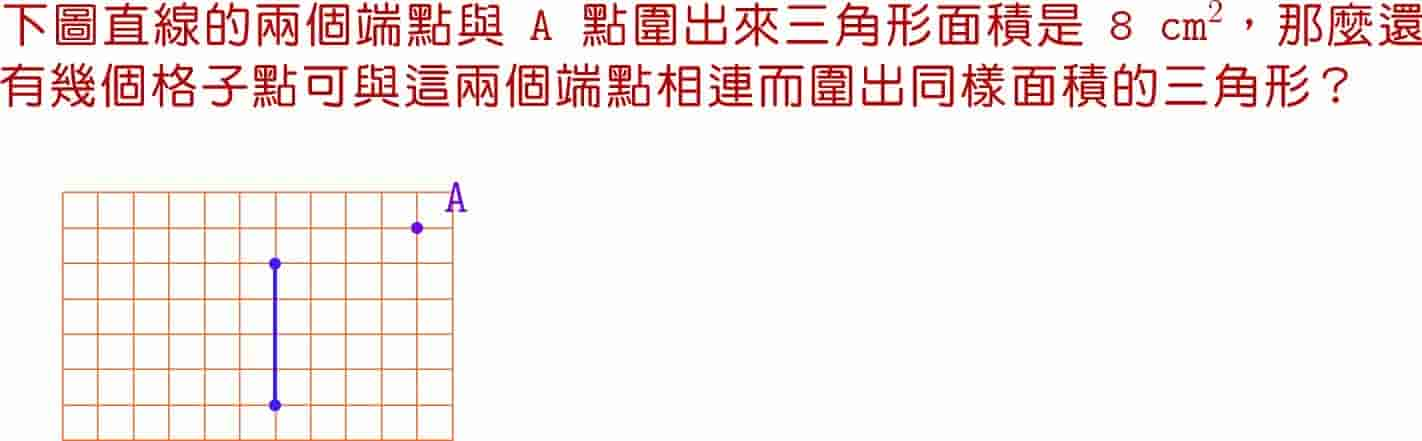 下圖直線的兩個端點與 A 點圍出來三角形面積是 8 cm²，那麼還
有幾個格子點可與這兩個端點相連而圍出同樣面積的三角形？
A